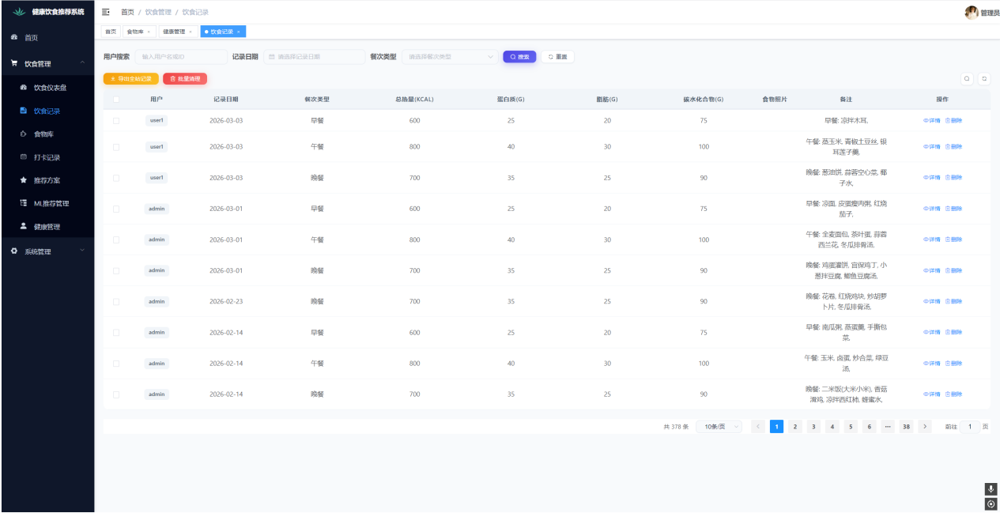 健康饮食推荐系统
首页 / 饮食管理 / 饮食记录
管理员
首页
饮食管理
饮食仪表盘
饮食记录
食物库
打卡记录
推荐方案
ML推荐管理
健康管理
系统管理
首页 食物库 × 健康管理 × 饮食记录 ×
用户搜索 输入用户名或ID 记录日期 请选择记录日期 餐次类型 请选择餐次类型 搜索 重置
导出全站记录 批量清理
用户 记录日期 餐次类型 总热量(KCAL) 蛋白质(G) 脂肪(G) 碳水化合物(G) 食物照片 备注 操作
user1 2026-03-03 早餐 600 25 20 75 早餐: 凉拌木耳, 详情 删除
user1 2026-03-03 午餐 800 40 30 100 午餐: 蒸玉米, 青椒土豆丝, 银
耳莲子羹, 详情 删除
user1 2026-03-03 晚餐 700 35 25 90 晚餐: 葱油饼, 蒜蓉空心菜, 椰
子水, 详情 删除
admin 2026-03-01 早餐 600 25 20 75 早餐: 凉面, 皮蛋瘦肉粥, 红烧
茄子, 详情 删除
admin 2026-03-01 午餐 800 40 30 100 午餐: 全麦面包, 茶叶蛋, 蒜蓉
西兰花, 冬瓜排骨汤, 详情 删除
admin 2026-03-01 晚餐 700 35 25 90 晚餐: 鸡蛋灌饼, 宫保鸡丁, 小
葱拌豆腐, 鲫鱼豆腐汤, 详情 删除
admin 2026-02-23 晚餐 700 35 25 90 晚餐: 花卷, 红烧鸡块, 炒胡萝
卜片, 冬瓜排骨汤, 详情 删除
admin 2026-02-14 早餐 600 25 20 75 早餐: 南瓜粥, 蒸蛋羹, 手撕包
菜, 详情 删除
admin 2026-02-14 午餐 800 40 30 100 午餐: 玉米, 卤蛋, 炒合菜, 绿豆
汤, 详情 删除
admin 2026-02-14 晚餐 700 35 25 90 晚餐: 二米饭(大米小米), 香菇
滑鸡, 凉拌西红柿, 蜂蜜水, 详情 删除
共 378 条 10条/页 1 2 3 4 5 6 ··· 38 前往 1 页